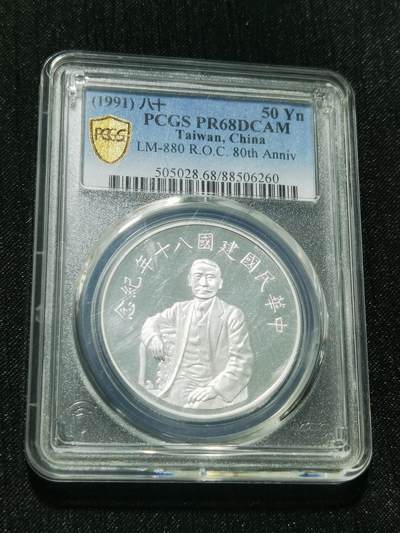 (1991) 八十 50 Yn
PCGS PR68DCAM
Taiwan, China
LM-880 R.O.C. 80th Anniv
505028.68/88506260
PCGS
中華民國建國八十年紀念